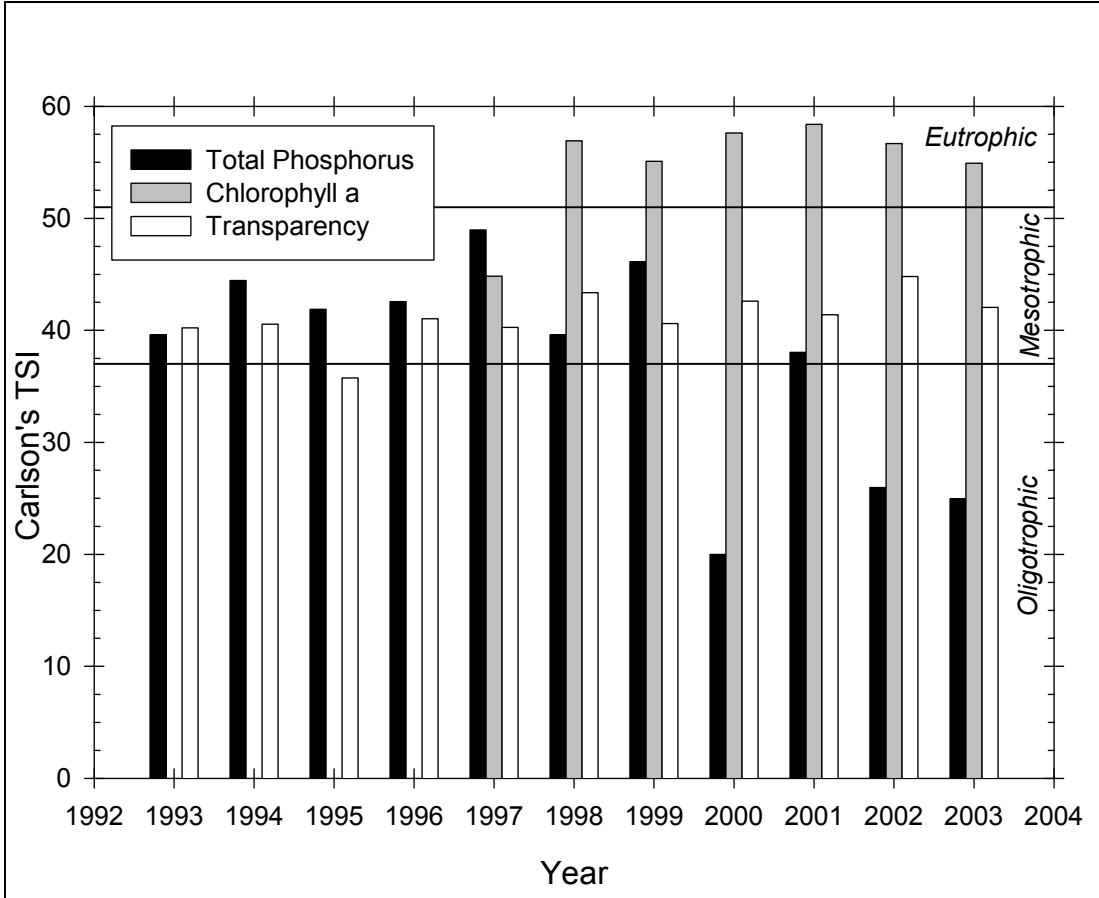 60
50
40
30
20
10
0
Carlson's TSI
Total Phosphorus
Chlorophyll a
Transparency
Eutrophic
Mesotrophic
Oligotrophic
1992 1993 1994 1995 1996 1997 1998 1999 2000 2001 2002 2003 2004
Year